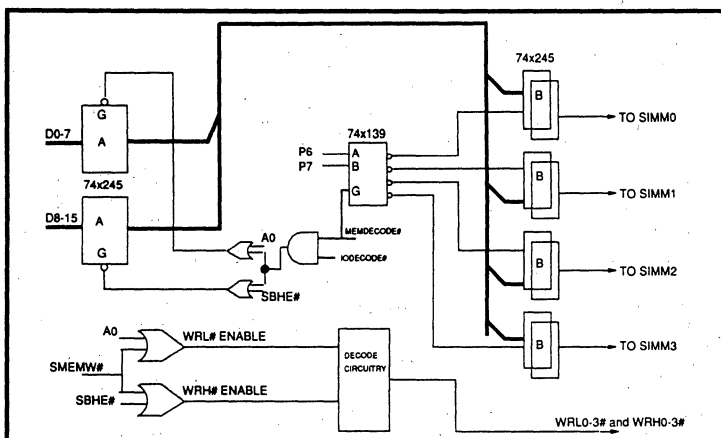 74x245
G
D0-7
A
74x245
D8-15
A
G
A0
SBHE#
P6
P7
74x139
A
B
G
MEMDECODE#
IODECODE#
74x245
B
TO SIMM0
B
TO SIMM1
B
TO SIMM2
B
TO SIMM3
A0
WRL# ENABLE
SMEMW#
SBHE#
WRH# ENABLE
DECODE
CIRCUITRY
WRL0-3# and WRH0-3#